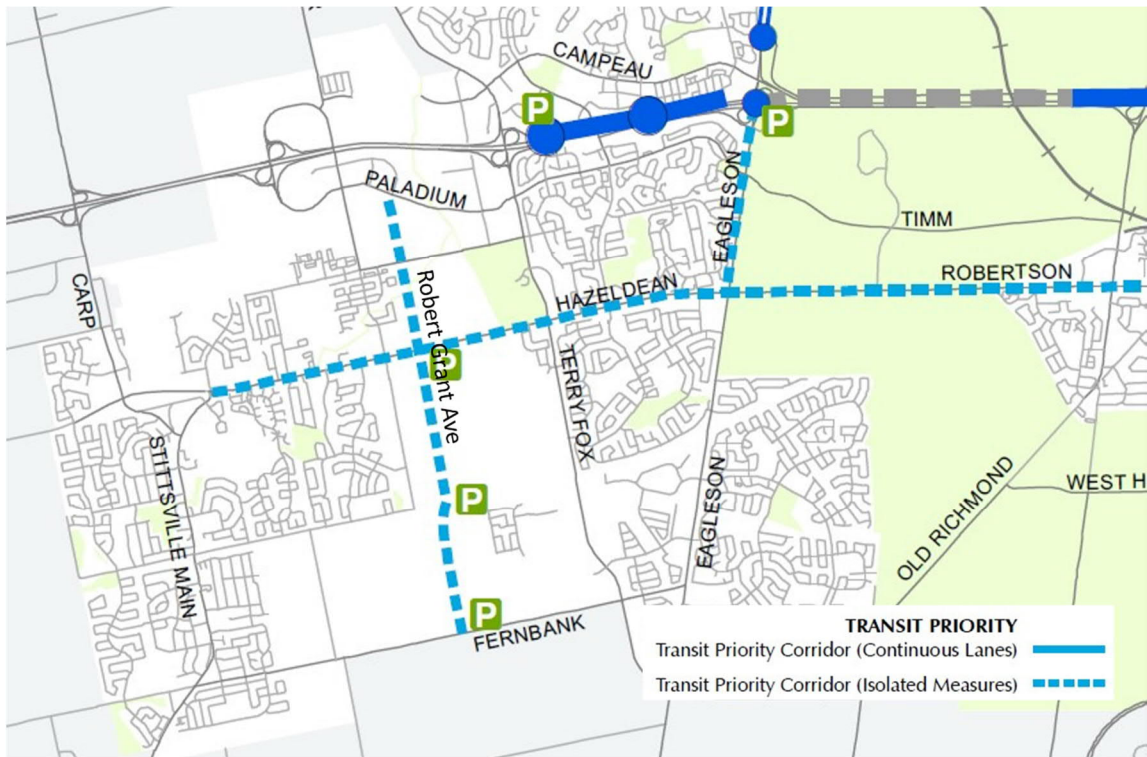 CAMPEAU
P
P
PALADIUM
EAGLESON
TIMM
CARP
Robert Grant Ave
HAZELDEAN
ROBERTSON
P
TERRY FOX
STITTSVILLE MAIN
P
EAGLESON
OLD RICHMOND
WEST H
P
FERNBANK
TRANSIT PRIORITY
Transit Priority Corridor (Continuous Lanes)
Transit Priority Corridor (Isolated Measures)